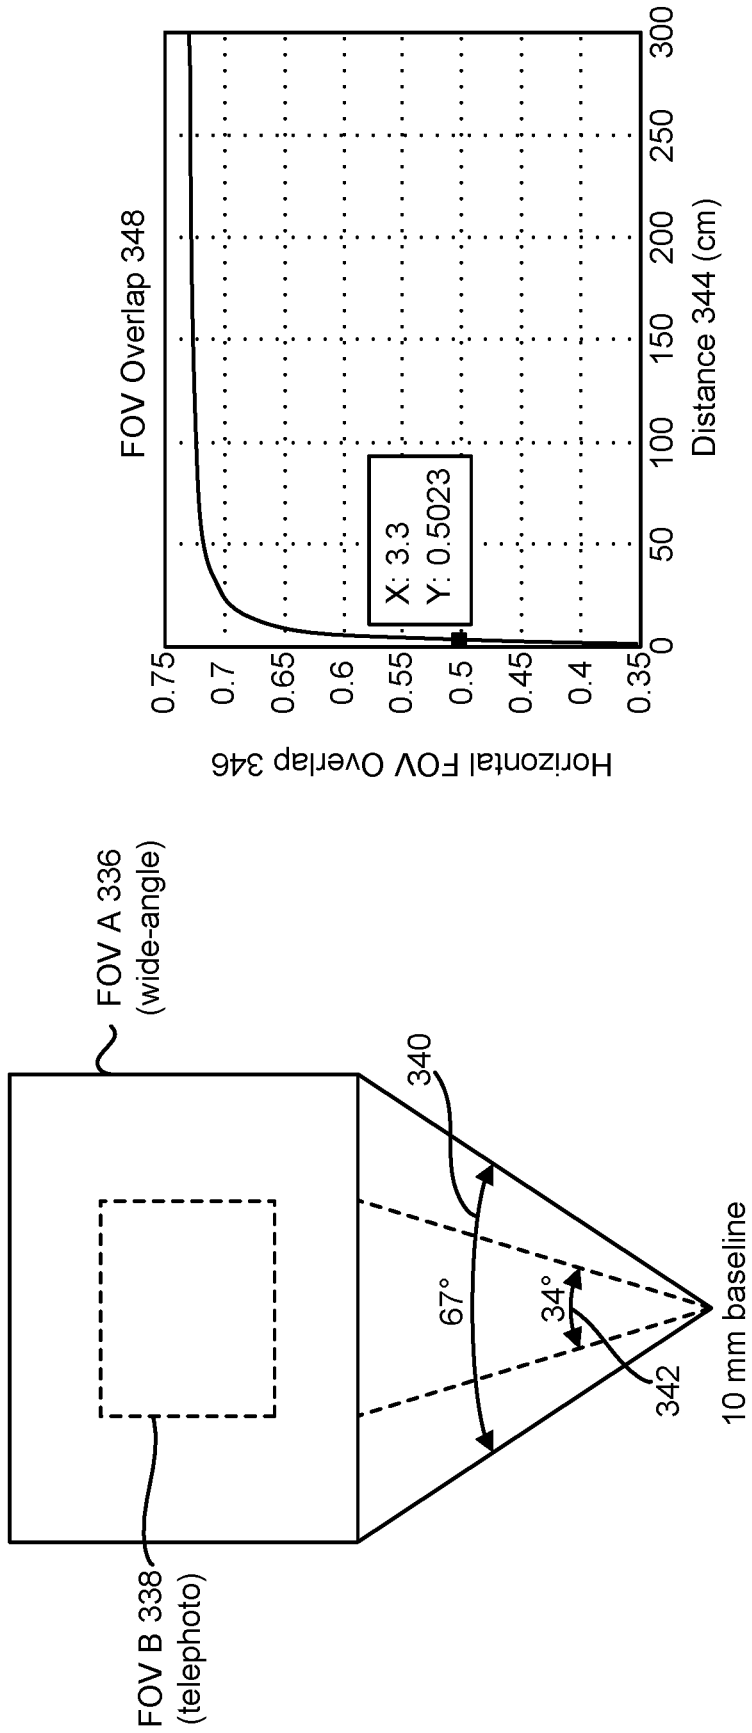 FOV A 336
(wide-angle)
FOV B 338
(telephoto)
67°
340
34°
342
10 mm baseline
FOV Overlap 348
Horizontal FOV Overlap 346
0.75
0.7
0.65
0.6
0.55
0.5
0.45
0.4
0.35
X: 3.3
Y: 0.5023
0
50
100
150
200
250
300
Distance 344 (cm)